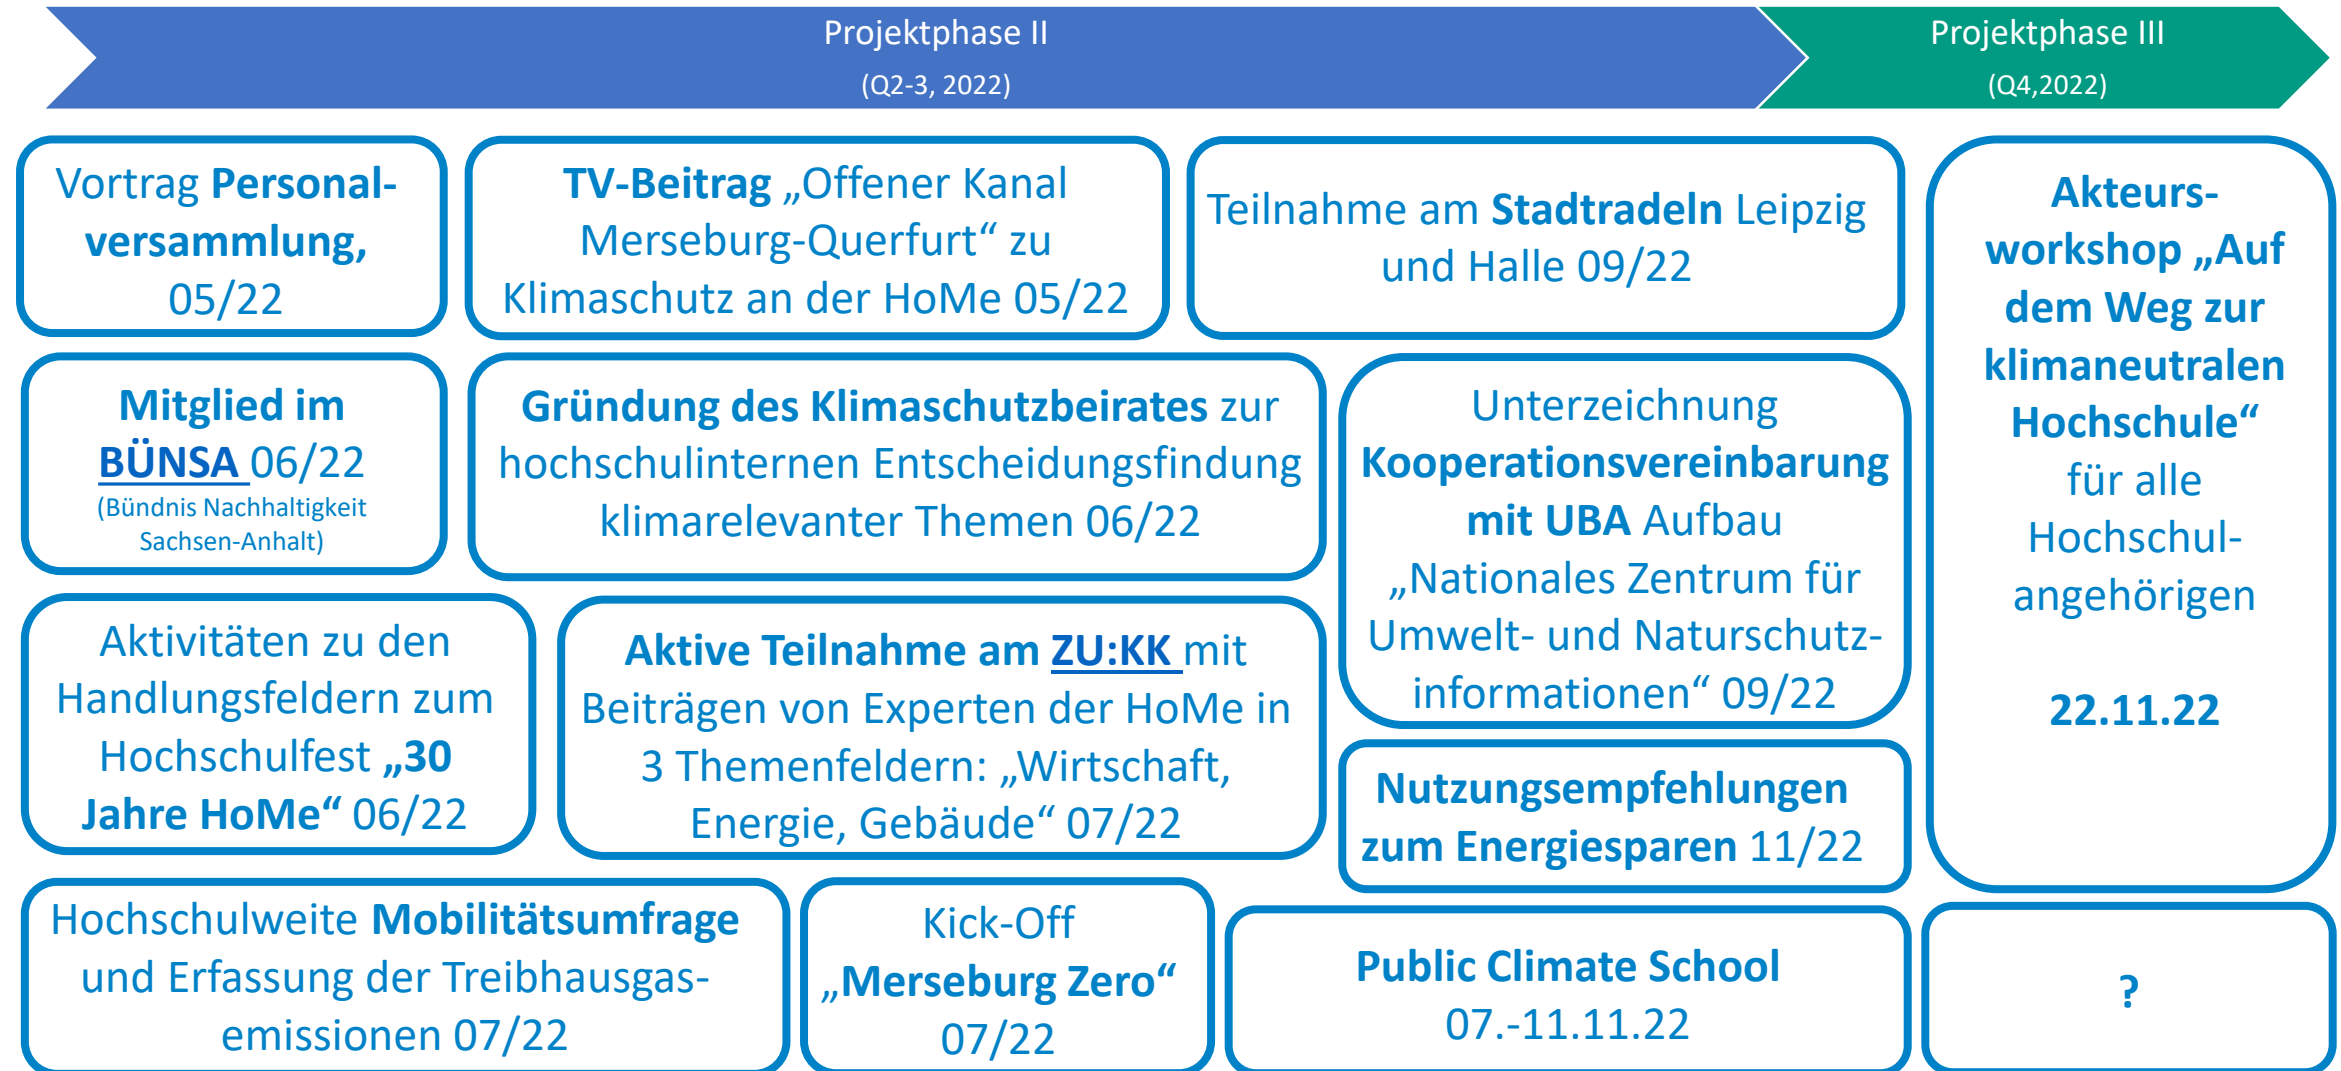 Projektphase II
(Q2-3, 2022)
Projektphase III
(Q4,2022)
Vortrag Personal-
versammlung,
05/22
TV-Beitrag „Offener Kanal
Merseburg-Querfurt“ zu
Klimaschutz an der HoMe 05/22
Teilnahme am Stadtradeln Leipzig
und Halle 09/22
Akteurs-
workshop „Auf
dem Weg zur
klimaneutralen
Hochschule“
für alle
Hochschul-
angehörigen
22.11.22
Mitglied im
BÜNSA 06/22
(Bündnis Nachhaltigkeit
Sachsen-Anhalt)
Gründung des Klimaschutzbeirates zur
hochschulinternen Entscheidungsfindung
klimarelevanter Themen 06/22
Unterzeichnung
Kooperationsvereinbarung
mit UBA Aufbau
„Nationales Zentrum für
Umwelt- und Naturschutz-
informationen“ 09/22
Aktivitäten zu den
Handlungsfeldern zum
Hochschulfest „30
Jahre HoMe“ 06/22
Aktive Teilnahme am ZU:KK mit
Beiträgen von Experten der HoMe in
3 Themenfeldern: „Wirtschaft,
Energie, Gebäude“ 07/22
Nutzungsempfehlungen
zum Energiesparen 11/22
Hochschulweite Mobilitätsumfrage
und Erfassung der Treibhausgas-
emissionen 07/22
Kick-Off
„Merseburg Zero“
07/22
Public Climate School
07.-11.11.22
?